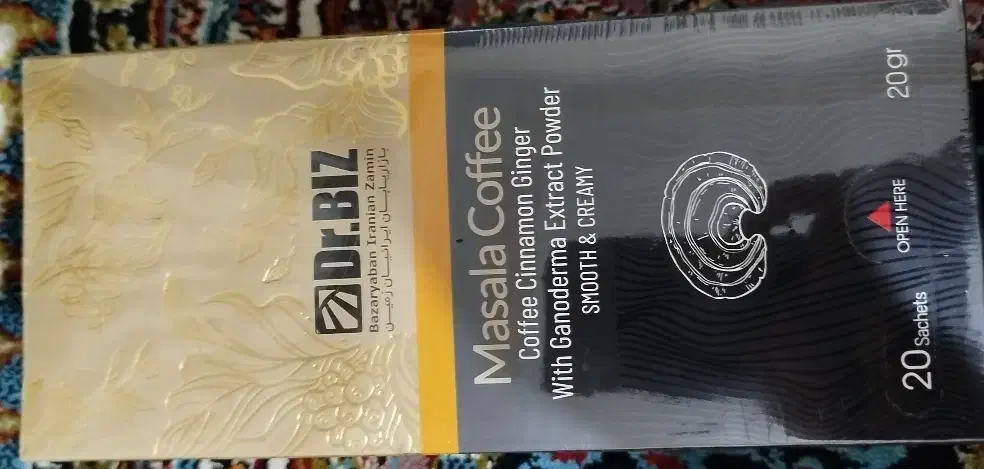 Dr.BIZ
Bazaryaban Iranian Zamin
بازاریابان ایرانیان زمین
Masala Coffee
Coffee Cinnamon Ginger
With Ganoderma Extract Powder
SMOOTH & CREAMY
OPEN HERE
20 Sachets
20gr